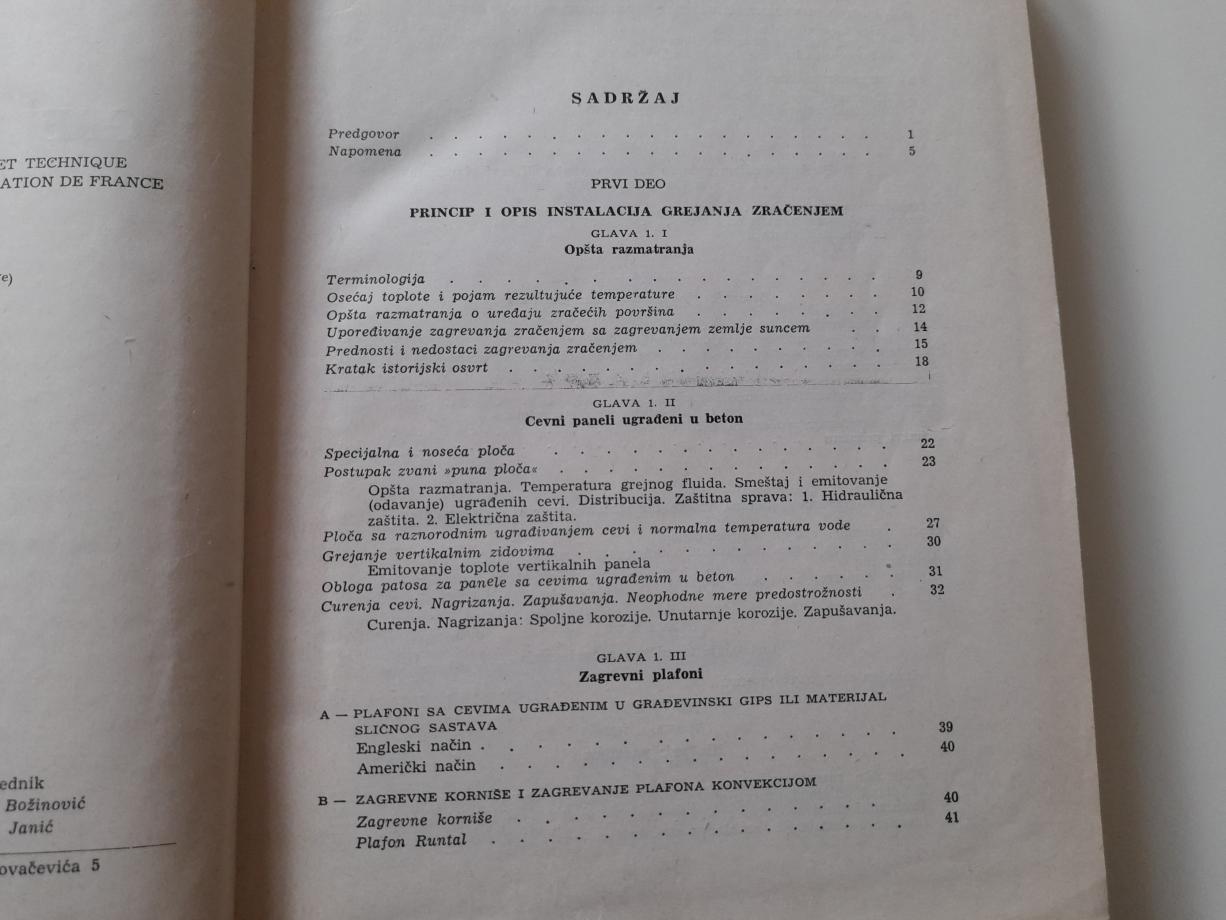 ET TECHNIQUE
ATION DE FRANCE
e)
ednik
Božinović
Janić
ovačevića 5
SADRŽAJ
Predgovor . . . . . . . . . . . . . . . . . . 1
Napomena . . . . . . . . . . . . . . . . . . 5
PRVI DEO
PRINCIP I OPIS INSTALACIJA GREJANJA ZRAČENJEM
GLAVA 1. I
Opšta razmatranja
Terminologija . . . . . . . . . . . . . . . . 9
Osećaj toplote i pojam rezultujuće temperature . . . . . . . . 10
Opšta razmatranja o uređaju zračećih površina . . . . . . . . 12
Upoređivanje zagrevanja zračenjem sa zagrevanjem zemlje suncem . . 14
Prednosti i nedostaci zagrevanja zračenjem . . . . . . . . . . 15
Kratak istorijski osvrt . . . . . . . . . . . . . . . . 18
GLAVA 1. II
Cevni paneli ugrađeni u beton
Specijalna i noseća ploča . . . . . . . . . . . . . 22
Postupak zvani »puna ploča« . . . . . . . . . . . . . 23
Opšta razmatranja. Temperatura grejnog fluida. Smeštaj i emitovanje
(odavanje) ugrađenih cevi. Distribucija. Zaštitna sprava: 1. Hidraulična
zaštita. 2. Električna zaštita.
Ploča sa raznorodnim ugrađivanjem cevi i normalna temperatura vode . 27
Grejanje vertikalnim zidovima . . . . . . . . . . . . 30
Emitovanje toplote vertikalnih panela
Obloga patosa za panele sa cevima ugrađenim u beton . . . . . . 31
Curenja cevi. Nagrizanja. Zapušavanja. Neophodne mere predostrožnosti . 32
Curenja. Nagrizanja: Spoljne korozije. Unutarnje korozije. Zapušavanja.
GLAVA 1. III
Zagrevni plafoni
A — PLAFONI SA CEVIMA UGRAĐENIM U GRAĐEVINSKI GIPS ILI MATERIJAL
SLIČNOG SASTAVA
Engleski način . . . . . . . . . . . . . . . 39
Američki način . . . . . . . . . . . . . . . 40
B — ZAGREVNE KORNIŠE I ZAGREVANJE PLAFONA KONVEKCIJOM
Zagrevne korniše . . . . . . . . . . . . . . 40
Plafon Runtal . . . . . . . . . . . . . . . 41